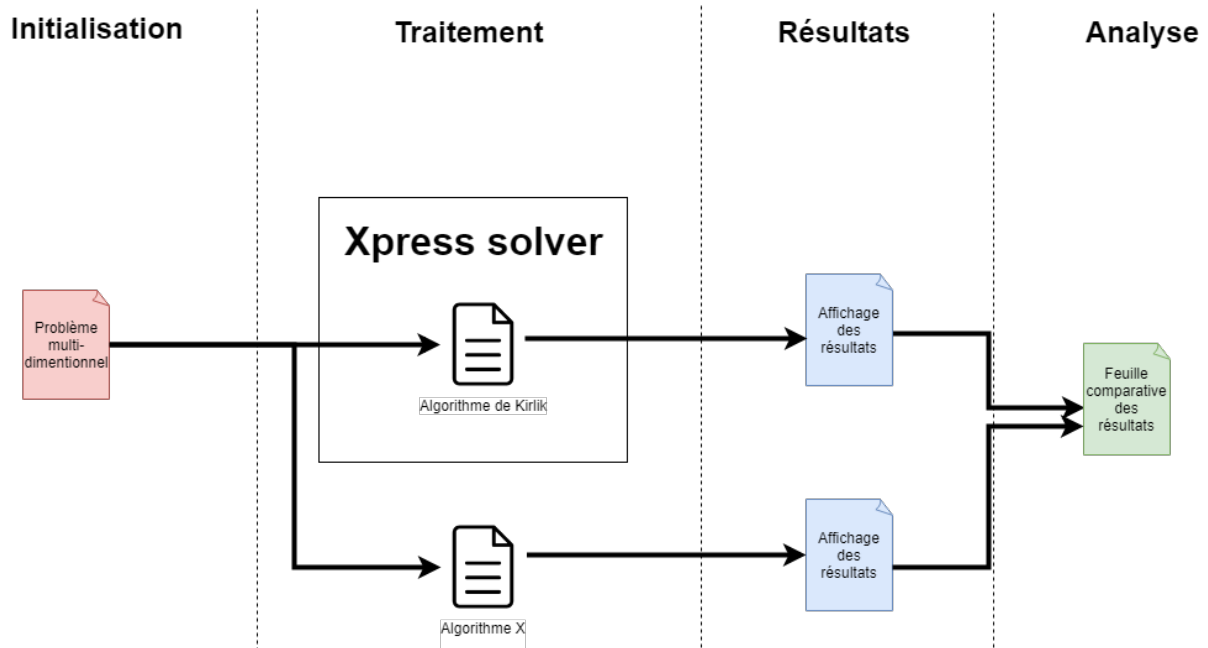 Initialisation
Traitement
Résultats
Analyse
Xpress solver
Problème
multi-
dimentionnel
Algorithme de Kirlik
Affichage
des
résultats
Feuille
comparative
des
résultats
Algorithme X
Affichage
des
résultats